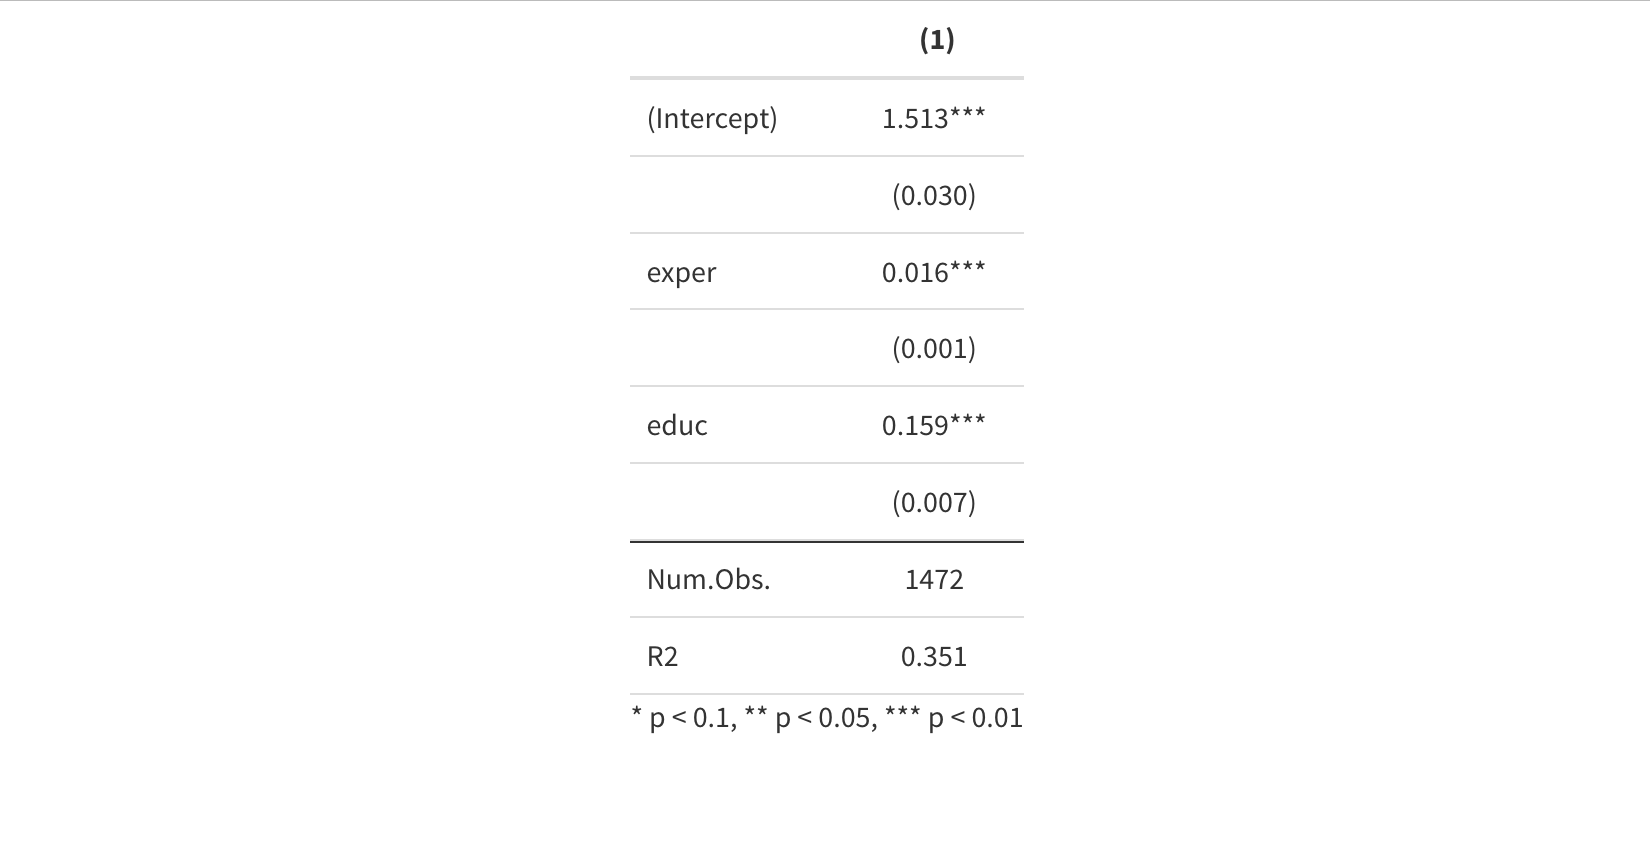 (1)
(Intercept) 1.513***
(0.030)
exper 0.016***
(0.001)
educ 0.159***
(0.007)
Num.Obs. 1472
R2 0.351
* p < 0.1, ** p < 0.05, *** p < 0.01